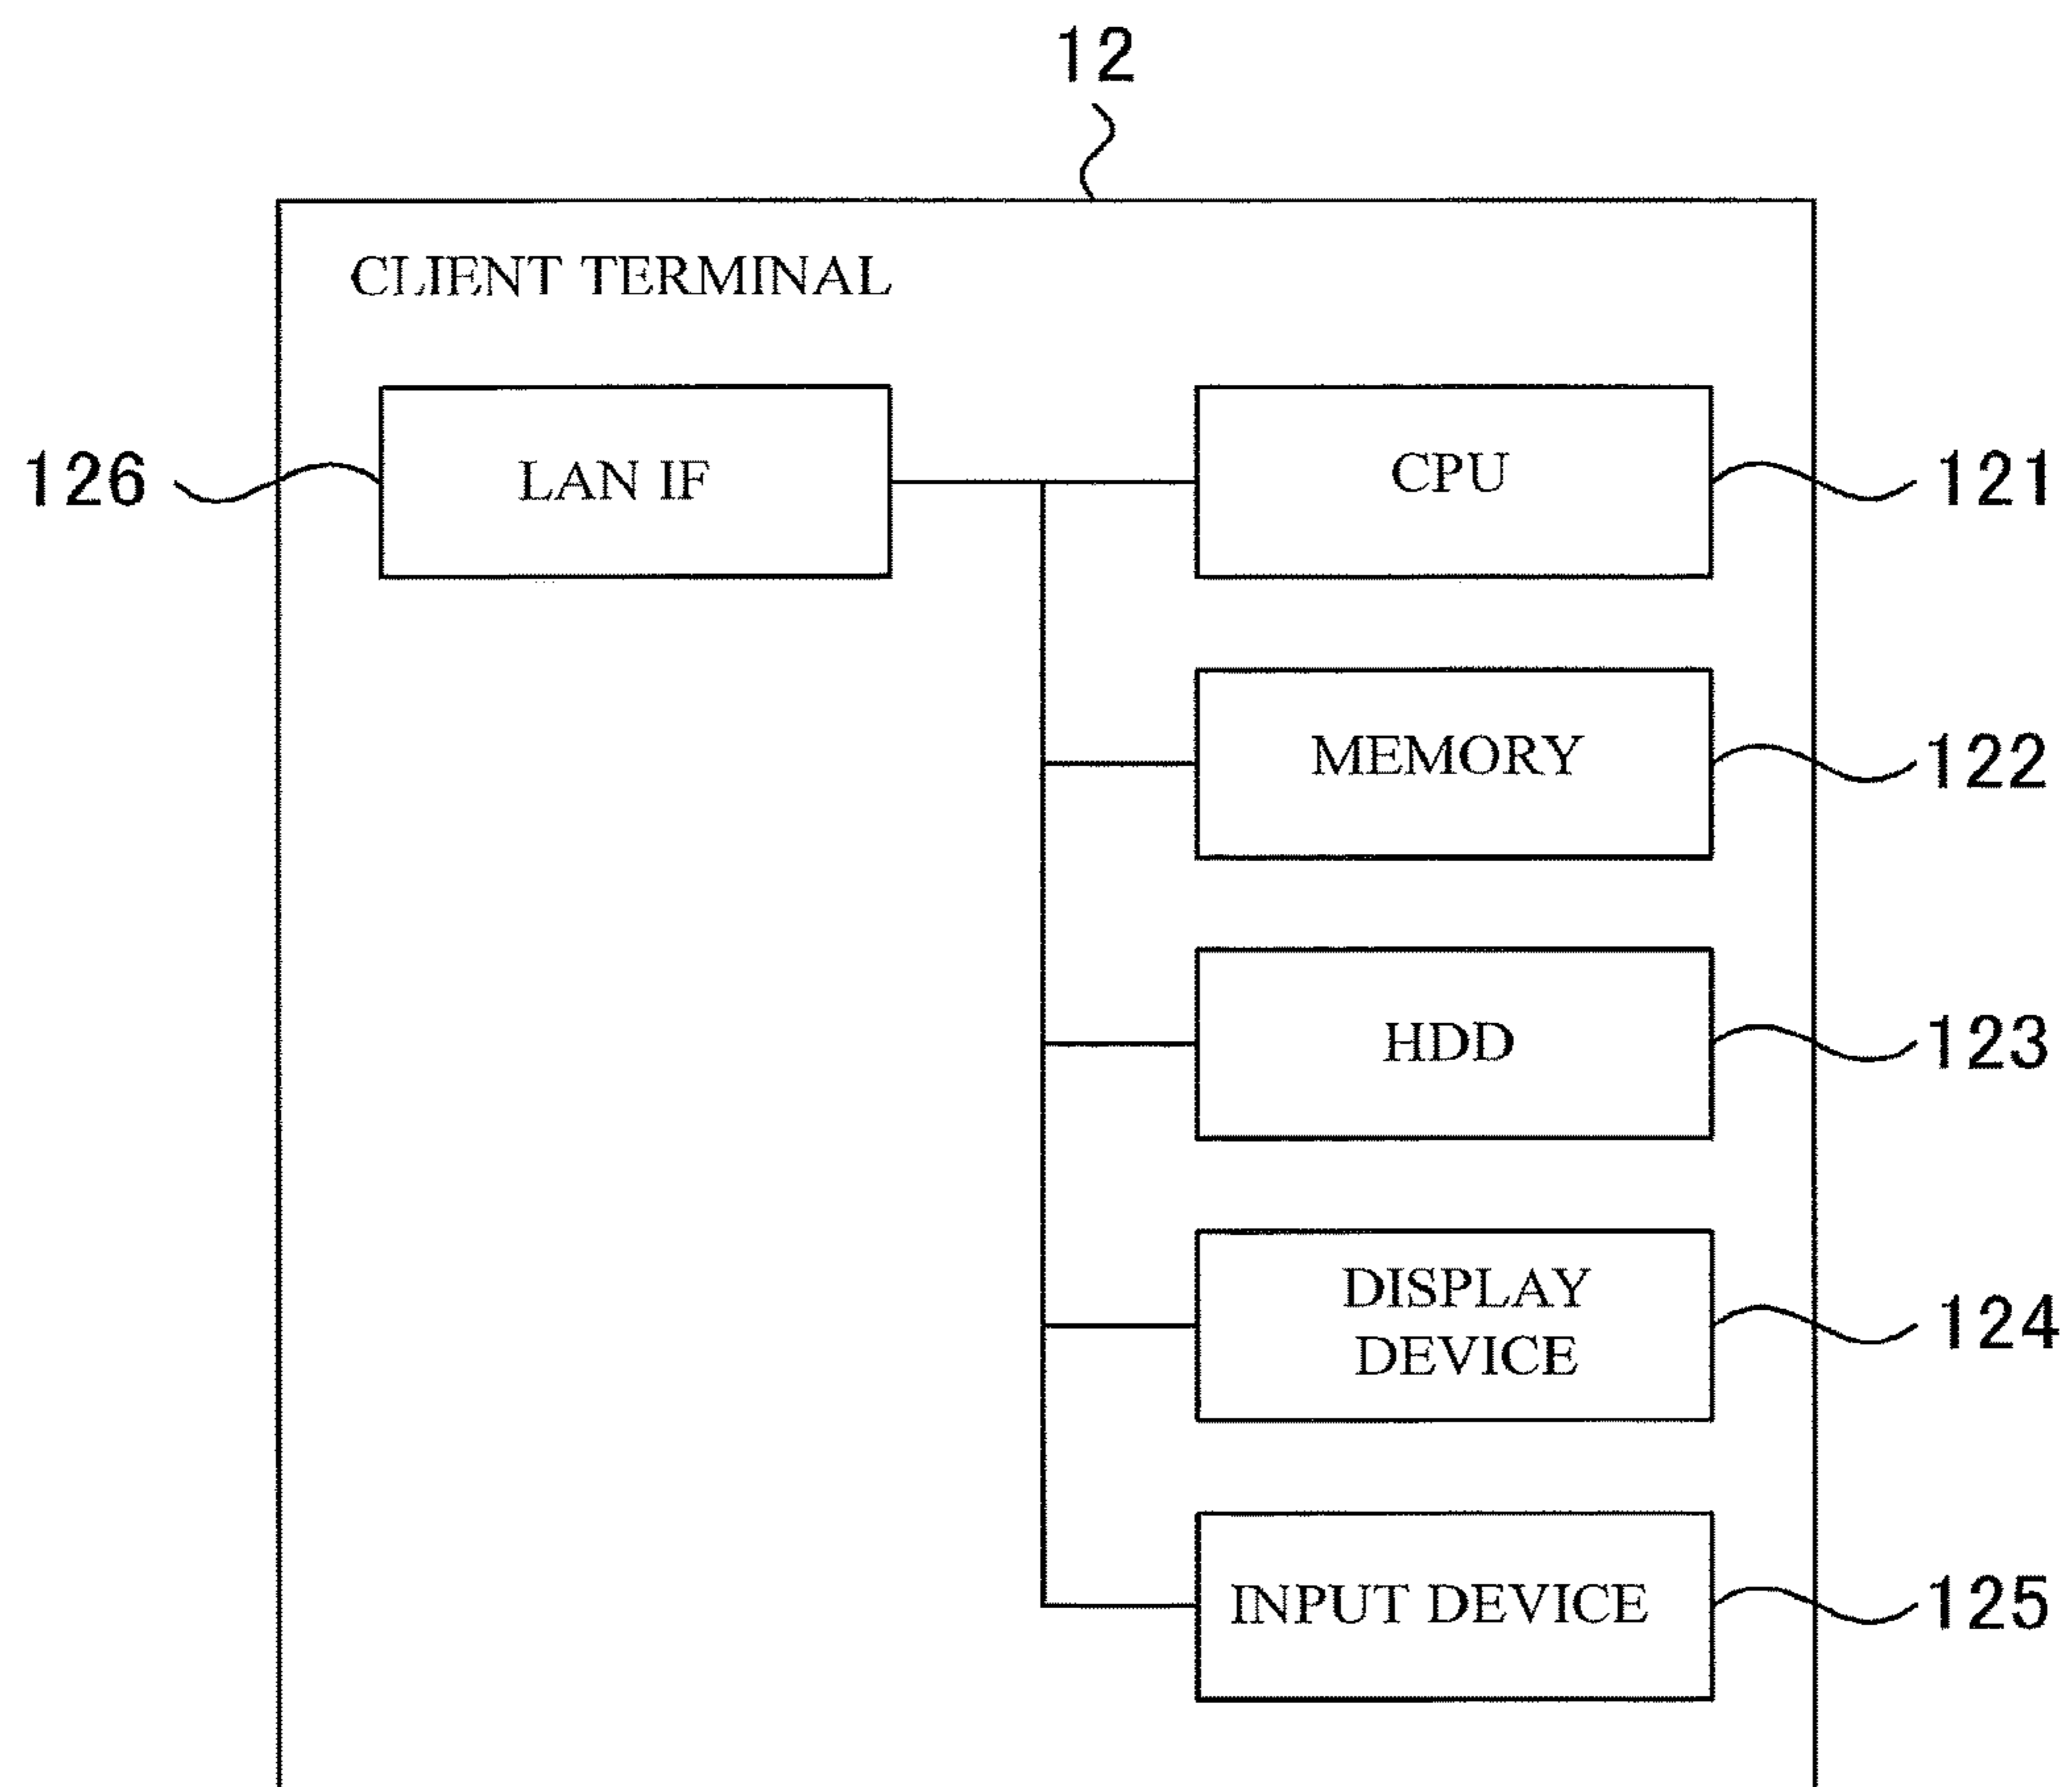 12
CLIENT TERMINAL
126
LAN IF
CPU
121
MEMORY
122
HDD
123
DISPLAY
DEVICE
124
INPUT DEVICE
125